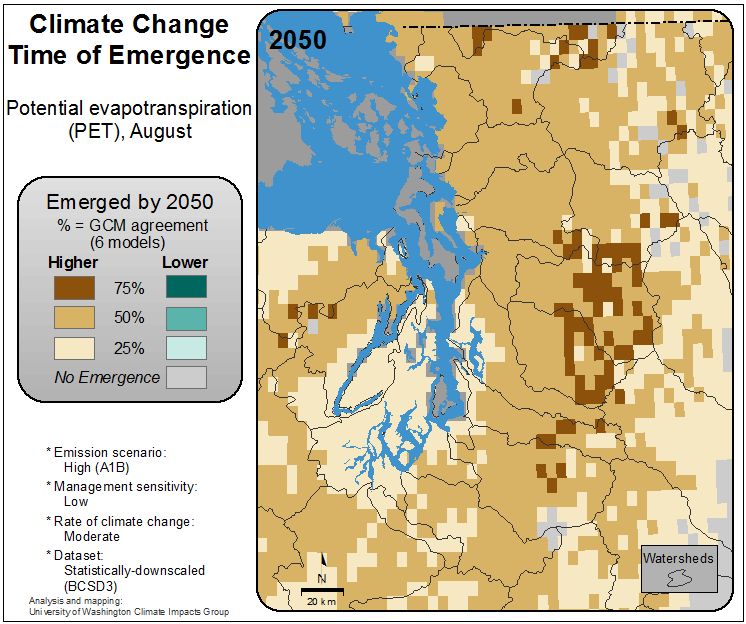 Climate Change
Time of Emergence
Potential evapotranspiration
(PET), August
Emerged by 2050
% = GCM agreement
(6 models)
Higher Lower
75%
50%
25%
No Emergence
* Emission scenario:
High (A1B)
* Management sensitivity:
Low
* Rate of climate change:
Moderate
* Dataset:
Statistically-downscaled
(BCSD3)
Analysis and mapping:
University of Washington Climate Impacts Group
2050
N
20 km
Watersheds